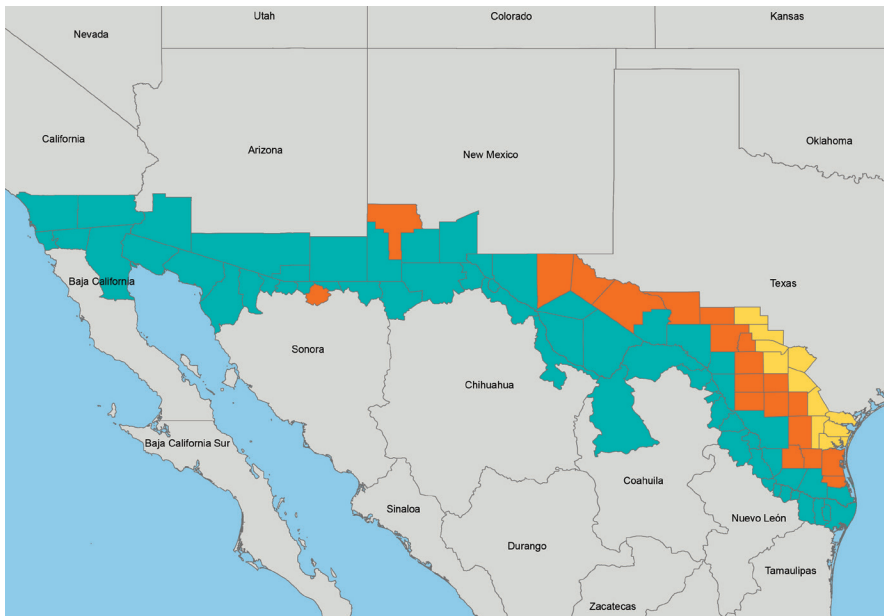 Utah
Colorado
Kansas
Nevada
California
Arizona
New Mexico
Oklahoma
Texas
Baja California
Sonora
Chihuahua
Baja California Sur
Coahuila
Sinaloa
Nuevo León
Durango
Tamaulipas
Zacatecas